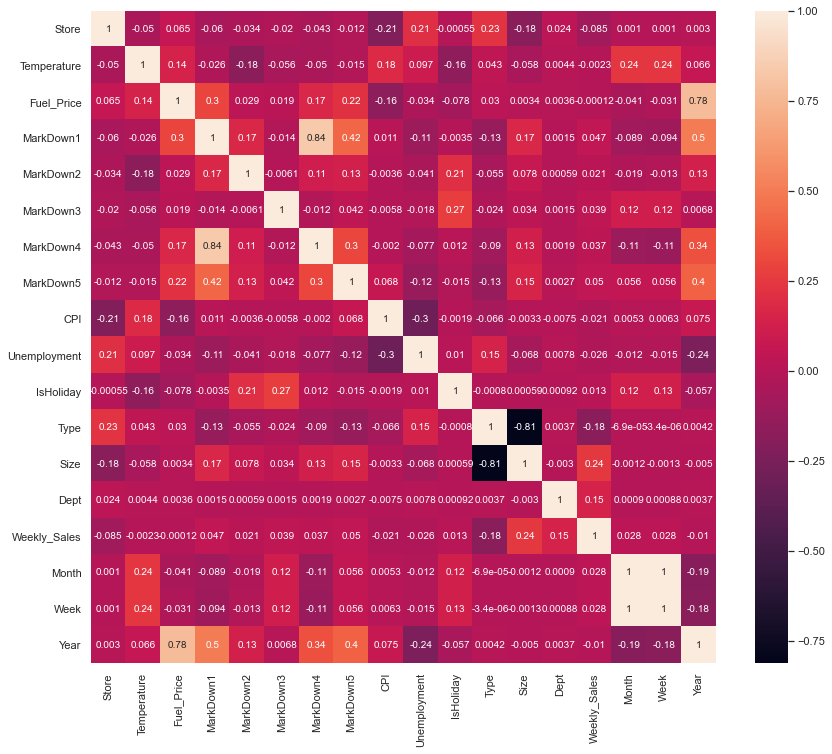 Store 1 -0.05 0.065 -0.06 -0.034 -0.02 -0.043 -0.012 -0.21 0.21 -0.00055 0.23 -0.18 0.024 -0.085 0.001 0.001 0.003
Temperature -0.05 1 0.14 -0.026 -0.18 -0.056 -0.05 -0.015 0.18 0.097 -0.16 0.043 -0.058 0.0044 -0.0023 0.24 0.24 0.066
Fuel_Price 0.065 0.14 1 0.3 0.029 0.019 0.17 0.22 -0.16 -0.034 -0.078 0.03 0.0034 0.0036 -0.00012 -0.041 -0.031 0.78
MarkDown1 -0.06 -0.026 0.3 1 0.17 -0.014 0.84 0.42 0.011 -0.11 -0.0035 -0.13 0.17 0.0015 0.047 -0.089 -0.094 0.5
MarkDown2 -0.034 -0.18 0.029 0.17 1 -0.0061 0.11 0.13 -0.0036 -0.041 0.21 -0.055 0.078 0.00059 0.021 -0.019 -0.013 0.13
MarkDown3 -0.02 -0.056 0.019 -0.014 -0.0061 1 -0.012 0.042 -0.0058 -0.018 0.27 -0.024 0.034 0.0015 0.039 0.12 0.12 0.0068
MarkDown4 -0.043 -0.05 0.17 0.84 0.11 -0.012 1 0.3 -0.002 -0.077 0.012 -0.09 0.13 0.0019 0.037 -0.11 -0.11 0.34
MarkDown5 -0.012 -0.015 0.22 0.42 0.13 0.042 0.3 1 0.068 -0.12 -0.015 -0.13 0.15 0.0027 0.05 0.056 0.056 0.4
CPI -0.21 0.18 -0.16 0.011 -0.0036 -0.0058 -0.002 0.068 1 -0.3 -0.0019 -0.066 -0.0033 -0.0075 -0.021 0.0053 0.0063 0.075
Unemployment 0.21 0.097 -0.034 -0.11 -0.041 -0.018 -0.077 -0.12 -0.3 1 0.01 0.15 -0.068 0.0078 -0.026 -0.012 -0.015 -0.24
IsHoliday -0.00055 -0.16 -0.078 -0.0035 0.21 0.27 0.012 -0.015 -0.0019 0.01 1 -0.0008 0.00059 0.00092 0.013 0.12 0.13 -0.057
Type 0.23 0.043 0.03 -0.13 -0.055 -0.024 -0.09 -0.13 -0.066 0.15 -0.0008 1 -0.81 0.0037 -0.18 -6.9e-05 -3.4e-06 0.0042
Size -0.18 -0.058 0.0034 0.17 0.078 0.034 0.13 0.15 -0.0033 -0.068 0.00059 -0.81 1 -0.003 0.24 -0.0012 -0.0013 -0.005
Dept 0.024 0.0044 0.0036 0.0015 0.00059 0.0015 0.0019 0.0027 -0.0075 0.0078 0.00092 0.0037 -0.003 1 0.15 0.0009 0.00088 0.0037
Weekly_Sales -0.085 -0.0023 -0.00012 0.047 0.021 0.039 0.037 0.05 -0.021 -0.026 0.013 -0.18 0.24 0.15 1 0.028 0.028 -0.01
Month 0.001 0.24 -0.041 -0.089 -0.019 0.12 -0.11 0.056 0.0053 -0.012 0.12 -6.9e-05 -0.0012 0.0009 0.028 1 1 -0.19
Week 0.001 0.24 -0.031 -0.094 -0.013 0.12 -0.11 0.056 0.0063 -0.015 0.13 -3.4e-06 -0.0013 0.00088 0.028 1 1 -0.18
Year 0.003 0.066 0.78 0.5 0.13 0.0068 0.34 0.4 0.075 -0.24 -0.057 0.0042 -0.005 0.0037 -0.01 -0.19 -0.18 1
Store Temperature Fuel_Price MarkDown1 MarkDown2 MarkDown3 MarkDown4 MarkDown5 CPI Unemployment IsHoliday Type Size Dept Weekly_Sales Month Week Year
1.00
0.75
0.50
0.25
0.00
-0.25
-0.50
-0.75